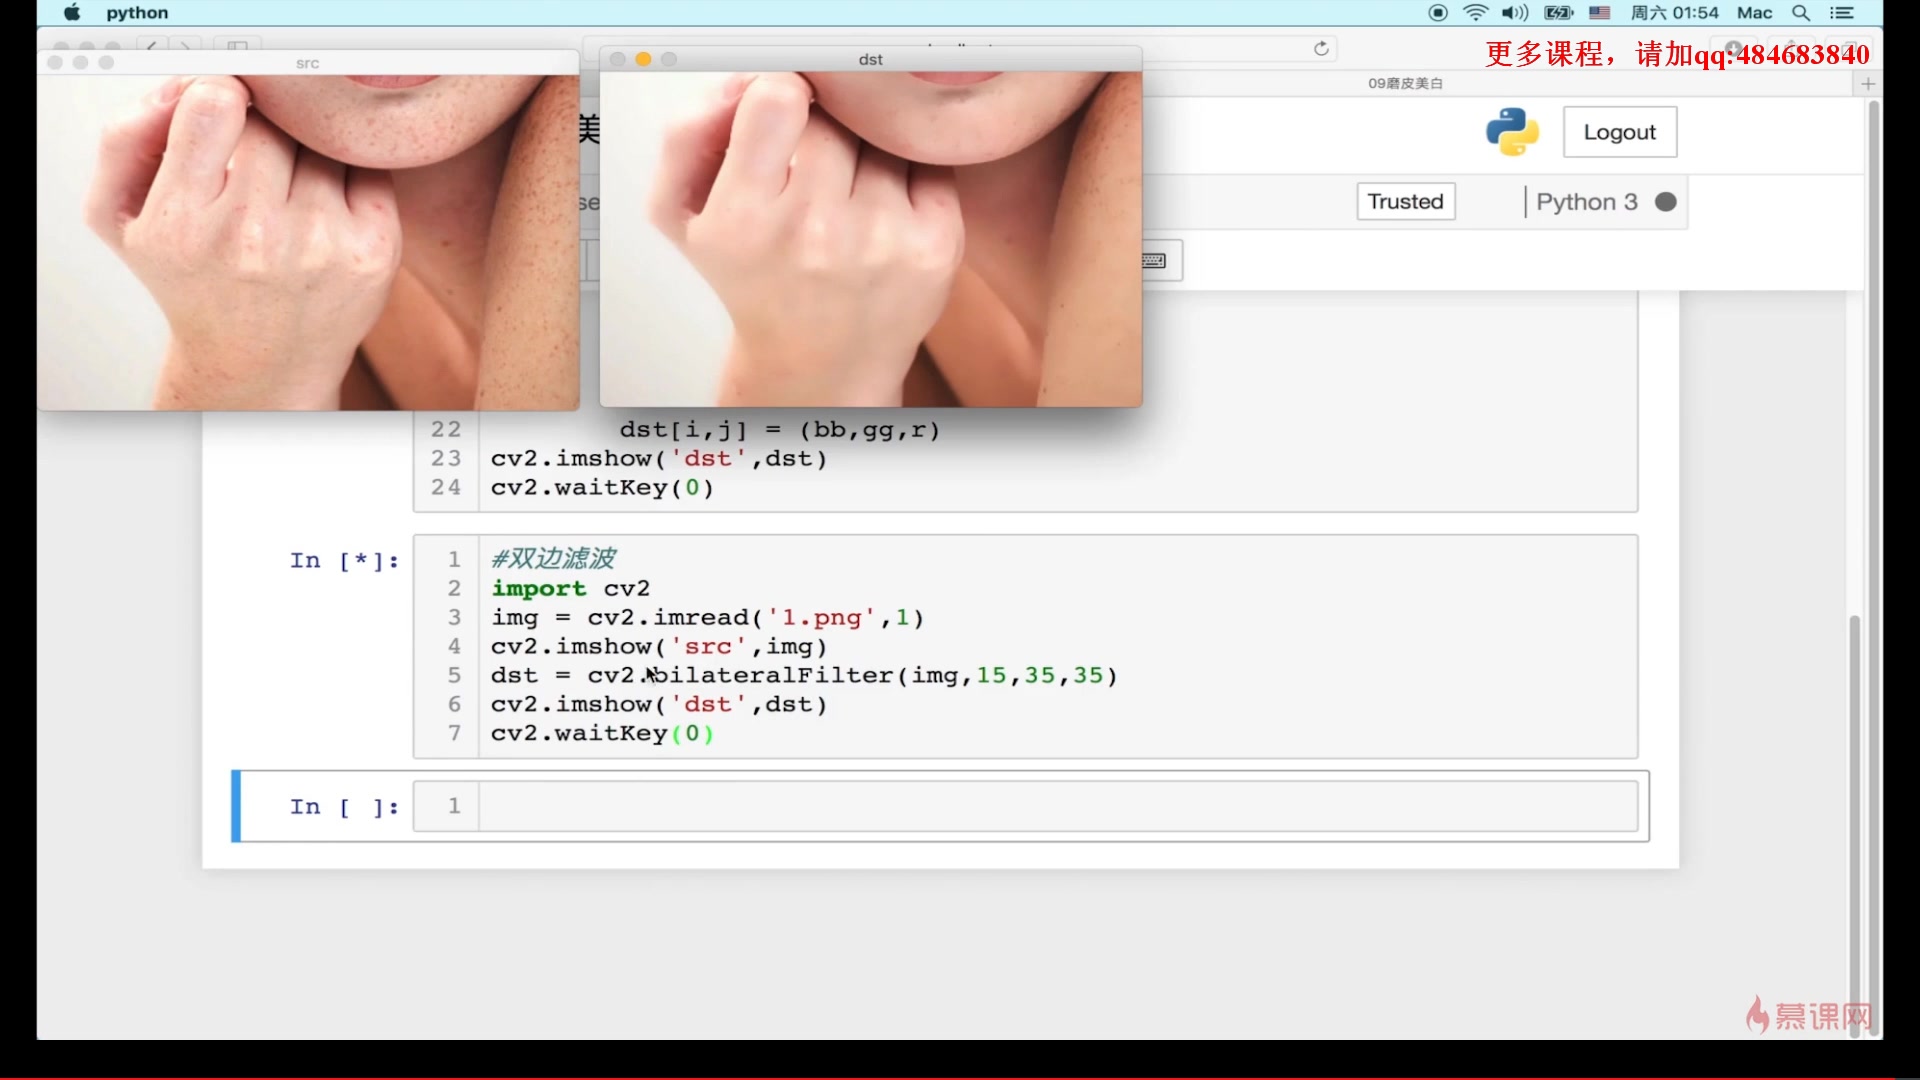 python
周六 01:54 Mac
更多课程，请加qq:484683840
src
dst
09磨皮美白
美
Logout
se
Trusted
Python 3
22 dst[i,j] = (bb,gg,r)
23 cv2.imshow('dst',dst)
24 cv2.waitKey(0)
In [*]:
1 #双边滤波
2 import cv2
3 img = cv2.imread('1.png',1)
4 cv2.imshow('src',img)
5 dst = cv2.bilateralFilter(img,15,35,35)
6 cv2.imshow('dst',dst)
7 cv2.waitKey(0)
In [ ]:
1
慕课网